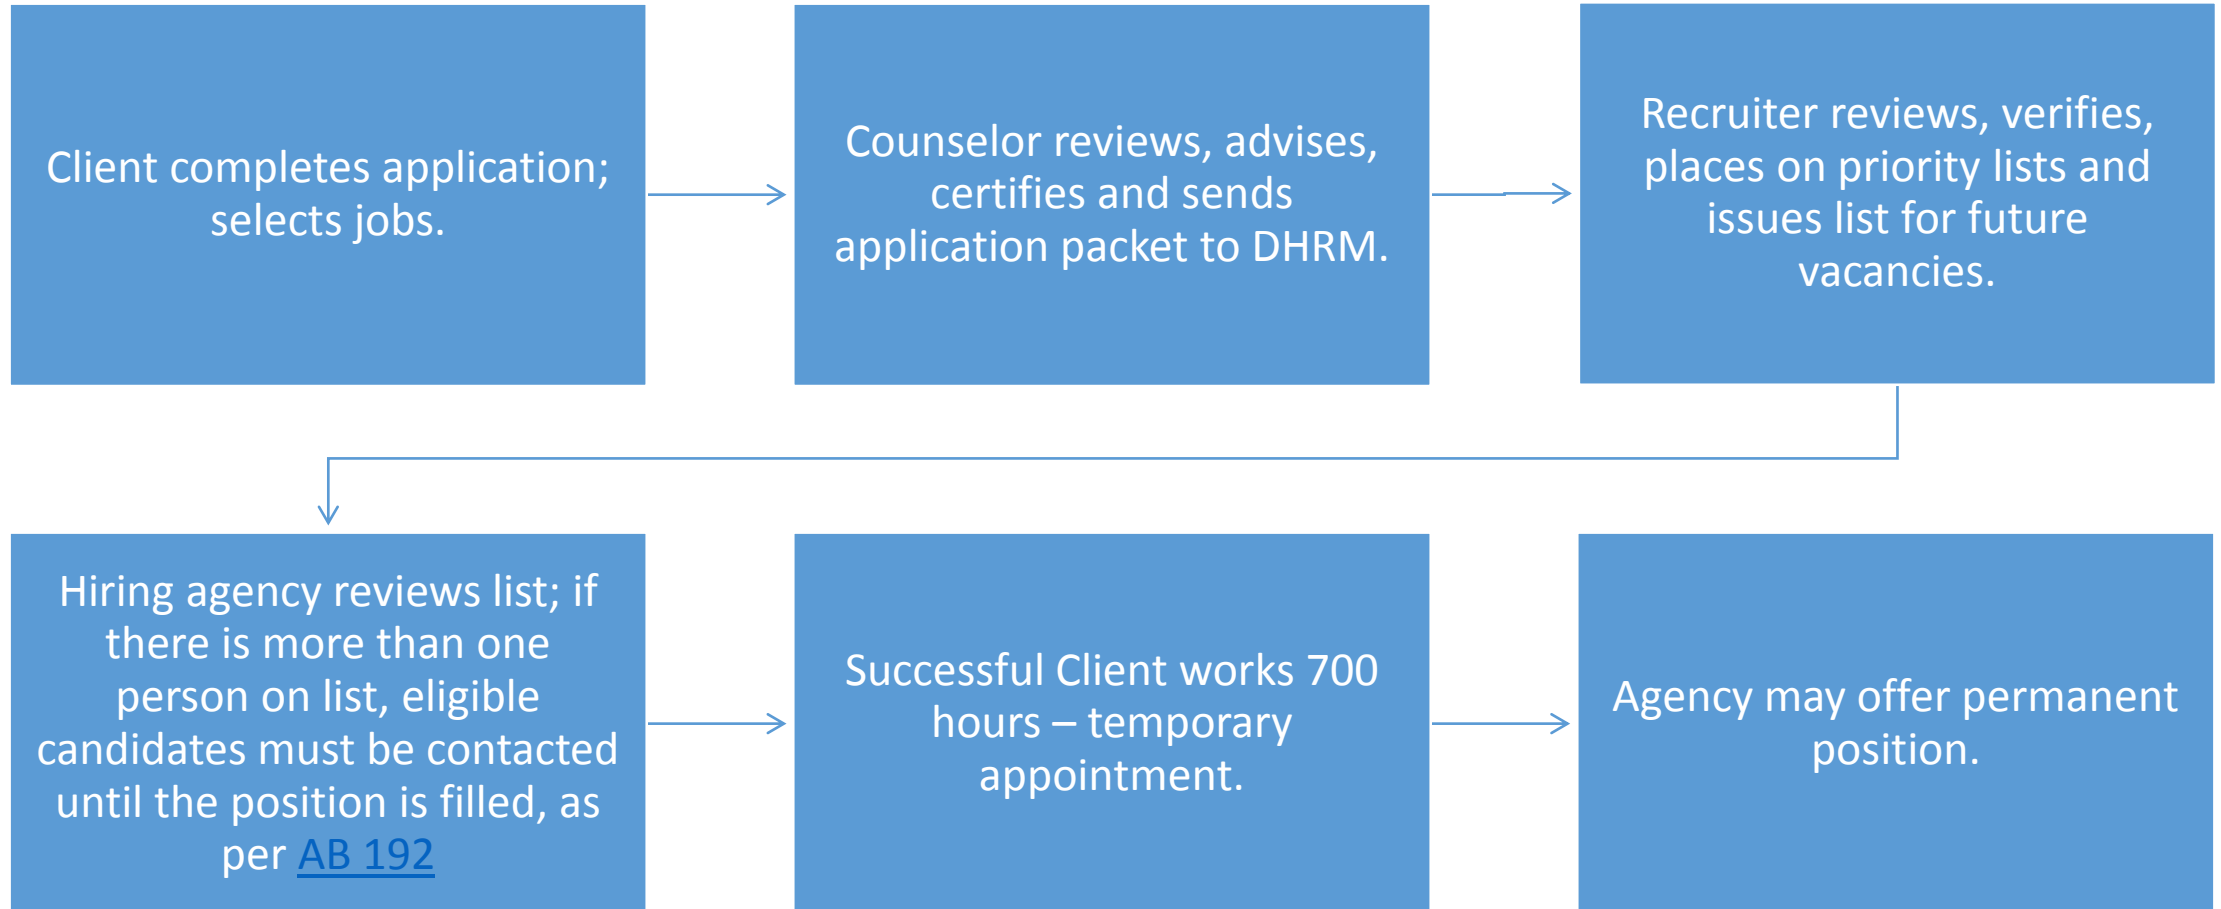 Client completes application;
selects jobs.
Counselor reviews, advises,
certifies and sends
application packet to DHRM.
Recruiter reviews, verifies,
places on priority lists and
issues list for future
vacancies.
Hiring agency reviews list; if
there is more than one
person on list, eligible
candidates must be contacted
until the position is filled, as
per AB 192
Successful Client works 700
hours – temporary
appointment.
Agency may offer permanent
position.